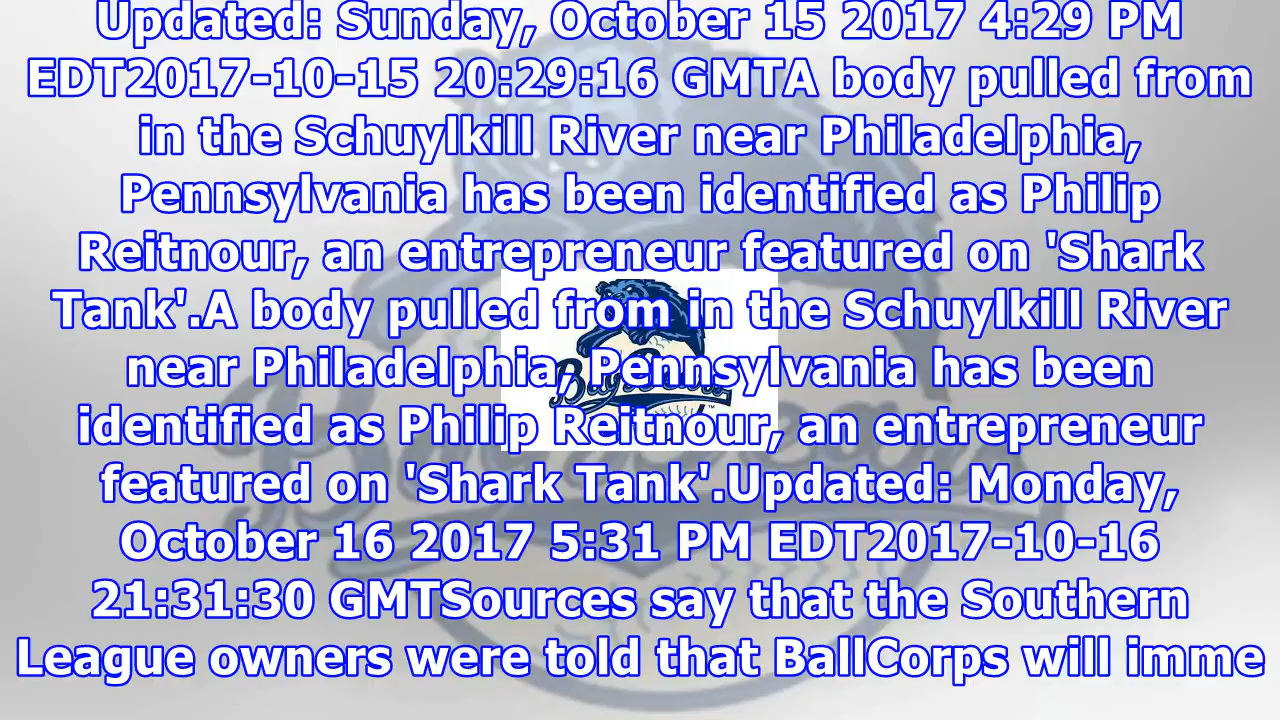 Updated: Sunday, October 15 2017 4:29 PM
EDT2017-10-15 20:29:16 GMTA body pulled from
in the Schuylkill River near Philadelphia,
Pennsylvania has been identified as Philip
Reitnour, an entrepreneur featured on 'Shark
Tank'.A body pulled from in the Schuylkill River
near Philadelphia, Pennsylvania has been
identified as Philip Reitnour, an entrepreneur
featured on 'Shark Tank'.Updated: Monday,
October 16 2017 5:31 PM EDT2017-10-16
21:31:30 GMTSources say that the Southern
League owners were told that BallCorps will imme